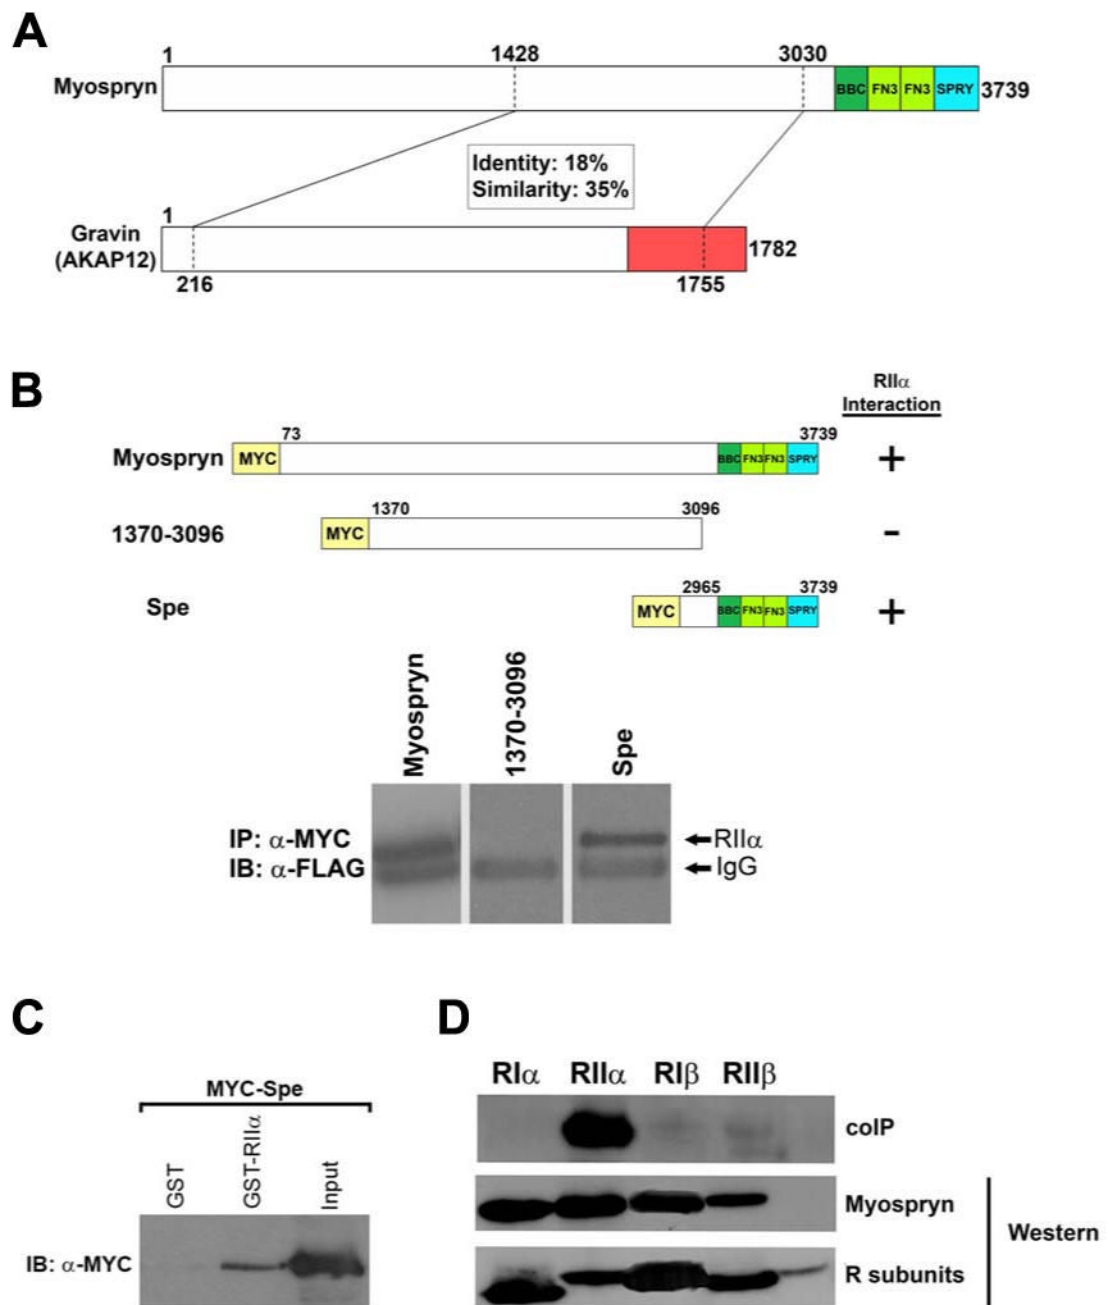 A
1 1428 3030
Myospryn BBC FN3 FN3 SPRY 3739
Identity: 18%
Similarity: 35%
1
Gravin
(AKAP12)
1782
216 1755
B
RIIα
Interaction
73 3739
Myospryn MYC BBC FN3 FN3 SPRY +
1370 3096
1370-3096 MYC -
2965 3739
Spe MYC BBC FN3 FN3 SPRY +
Myospryn 1370-3096 Spe
IP: α-MYC
IB: α-FLAG
RIIα
IgG
C
MYC-Spe
GST GST-RIIα Input
IB: α-MYC
D
RIα RIIα RIβ RIIβ
coIP
Myospryn
R subunits
Western